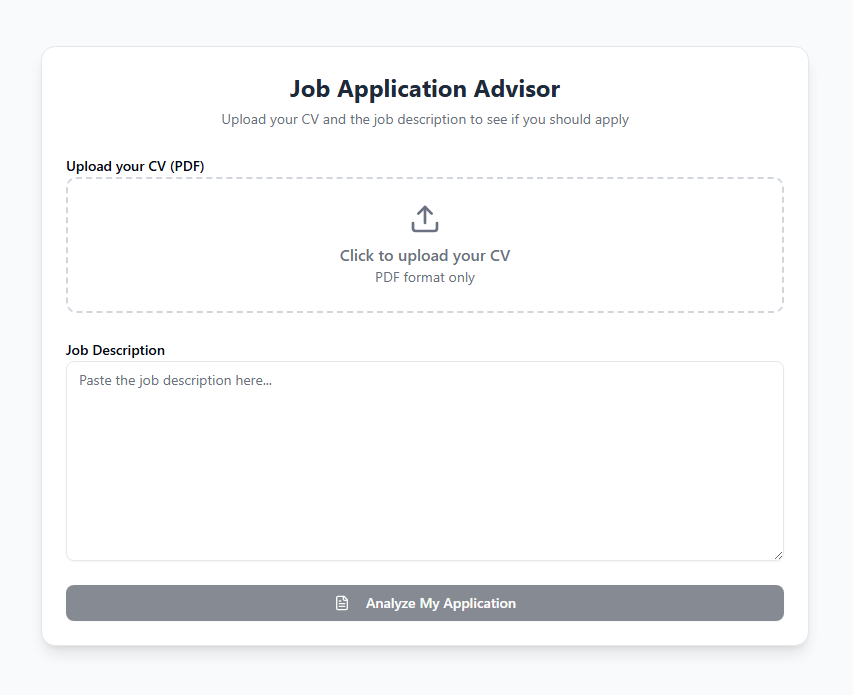 Job Application Advisor
Upload your CV and the job description to see if you should apply
Upload your CV (PDF)
Click to upload your CV
PDF format only
Job Description
Paste the job description here...
Analyze My Application